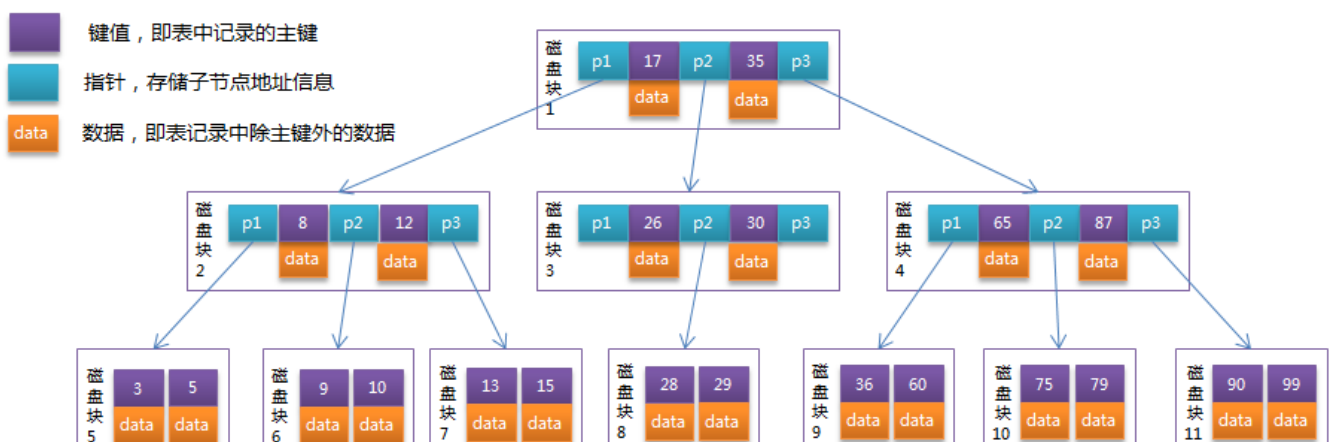 键值，即表中记录的主键
指针，存储子节点地址信息
data 数据，即表记录中除主键外的数据
磁盘块1 p1 17 p2 35 p3
data data
磁盘块2 p1 8 p2 12 p3
data data
磁盘块3 p1 26 p2 30 p3
data data
磁盘块4 p1 65 p2 87 p3
data data
磁盘块5 3 5
data data
磁盘块6 9 10
data data
磁盘块7 13 15
data data
磁盘块8 28 29
data data
磁盘块9 36 60
data data
磁盘块10 75 79
data data
磁盘块11 90 99
data data